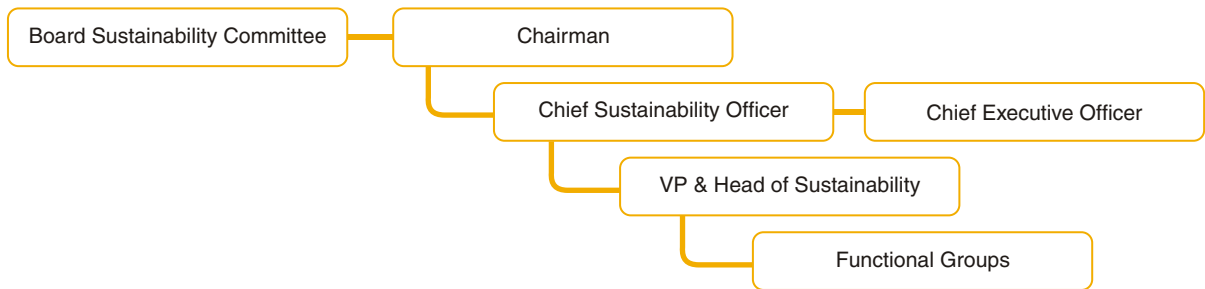 Board Sustainability Committee
Chairman
Chief Sustainability Officer
Chief Executive Officer
VP & Head of Sustainability
Functional Groups